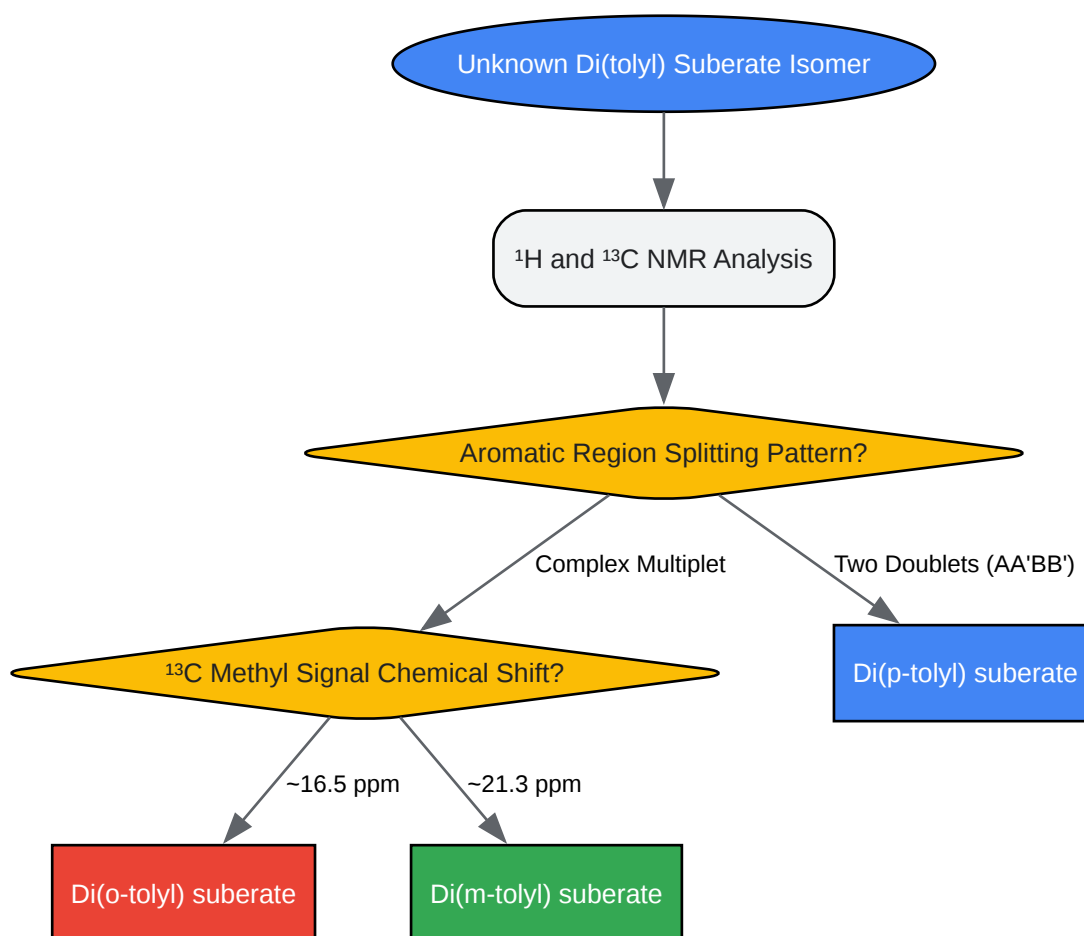 Unknown Di(tolyl) Suberate Isomer
¹H and ¹³C NMR Analysis
Aromatic Region Splitting Pattern?
Complex Multiplet
Two Doublets (AA'BB')
¹³C Methyl Signal Chemical Shift?
Di(p-tolyl) suberate
~16.5 ppm
~21.3 ppm
Di(o-tolyl) suberate
Di(m-tolyl) suberate